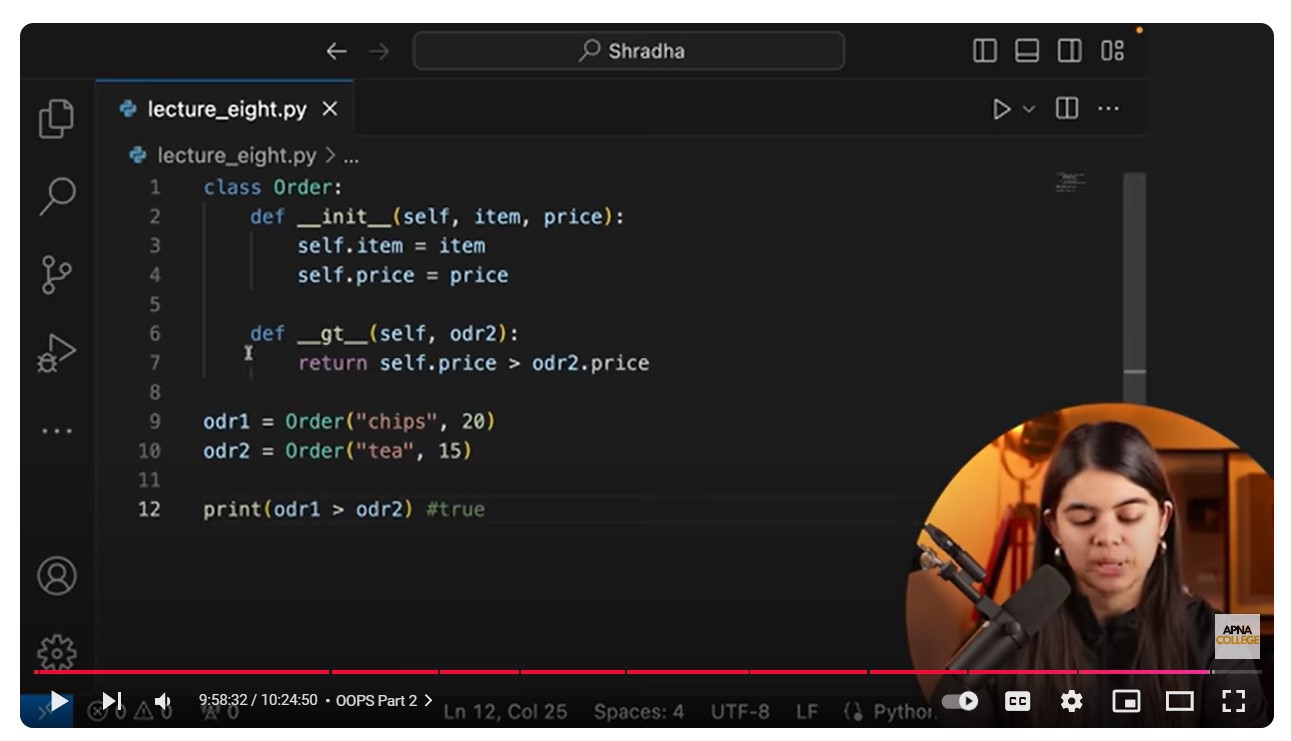 Shradha
lecture_eight.py
lecture_eight.py > ...
1 class Order:
2 def __init__(self, item, price):
3 self.item = item
4 self.price = price
5
6 def __gt__(self, odr2):
7 return self.price > odr2.price
8
9 odr1 = Order("chips", 20)
10 odr2 = Order("tea", 15)
11
12 print(odr1 > odr2) #true
APNA
COLLEGE
9:58:32 / 10:24:50 • OOPS Part 2 >
0 0 0 Ln 12, Col 25 Spaces: 4 UTF-8 LF Python
CC